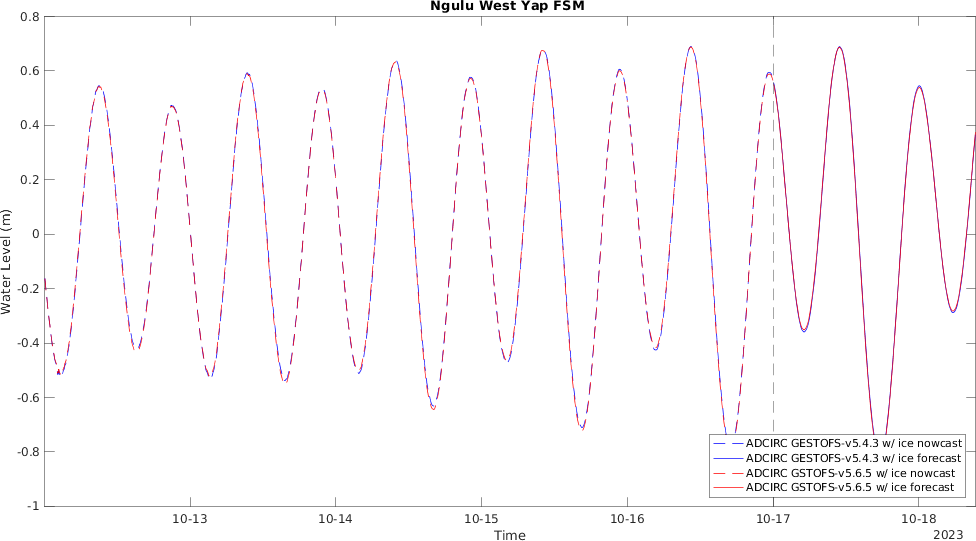 Ngulu West Yap FSM
0.8
0.6
0.4
0.2
0
-0.2
-0.4
-0.6
-0.8
-1
Water Level (m)
ADCIRC GESTOFS-v5.4.3 w/ ice nowcast
ADCIRC GESTOFS-v5.4.3 w/ ice forecast
ADCIRC GSTOFS-v5.6.5 w/ ice nowcast
ADCIRC GSTOFS-v5.6.5 w/ ice forecast
10-13 10-14 10-15 10-16 10-17 10-18
Time
2023